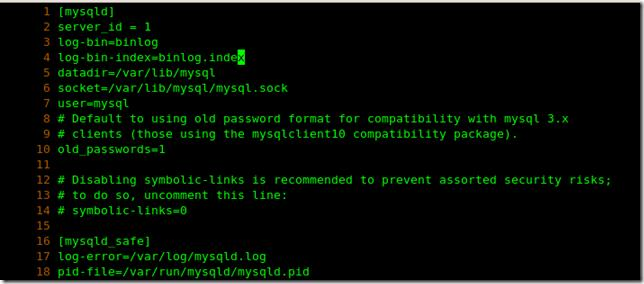 1 [mysqld]
2 server_id = 1
3 log-bin=binlog
4 log-bin-index=binlog.index
5 datadir=/var/lib/mysql
6 socket=/var/lib/mysql/mysql.sock
7 user=mysql
8 # Default to using old password format for compatibility with mysql 3.x
9 # clients (those using the mysqlclient10 compatibility package).
10 old_passwords=1
11
12 # Disabling symbolic-links is recommended to prevent assorted security risks;
13 # to do so, uncomment this line:
14 # symbolic-links=0
15
16 [mysqld_safe]
17 log-error=/var/log/mysqld.log
18 pid-file=/var/run/mysqld/mysqld.pid